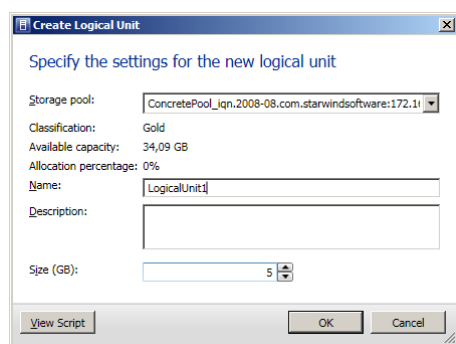 Create Logical Unit
Specify the settings for the new logical unit
Storage pool: ConcretePool_iqn.2008-08.com.starwindsoftware:172.1
Classification: Gold
Available capacity: 34,09 GB
Allocation percentage: 0%
Name: LogicalUnit1
Description:
Size (GB): 5
View Script OK Cancel